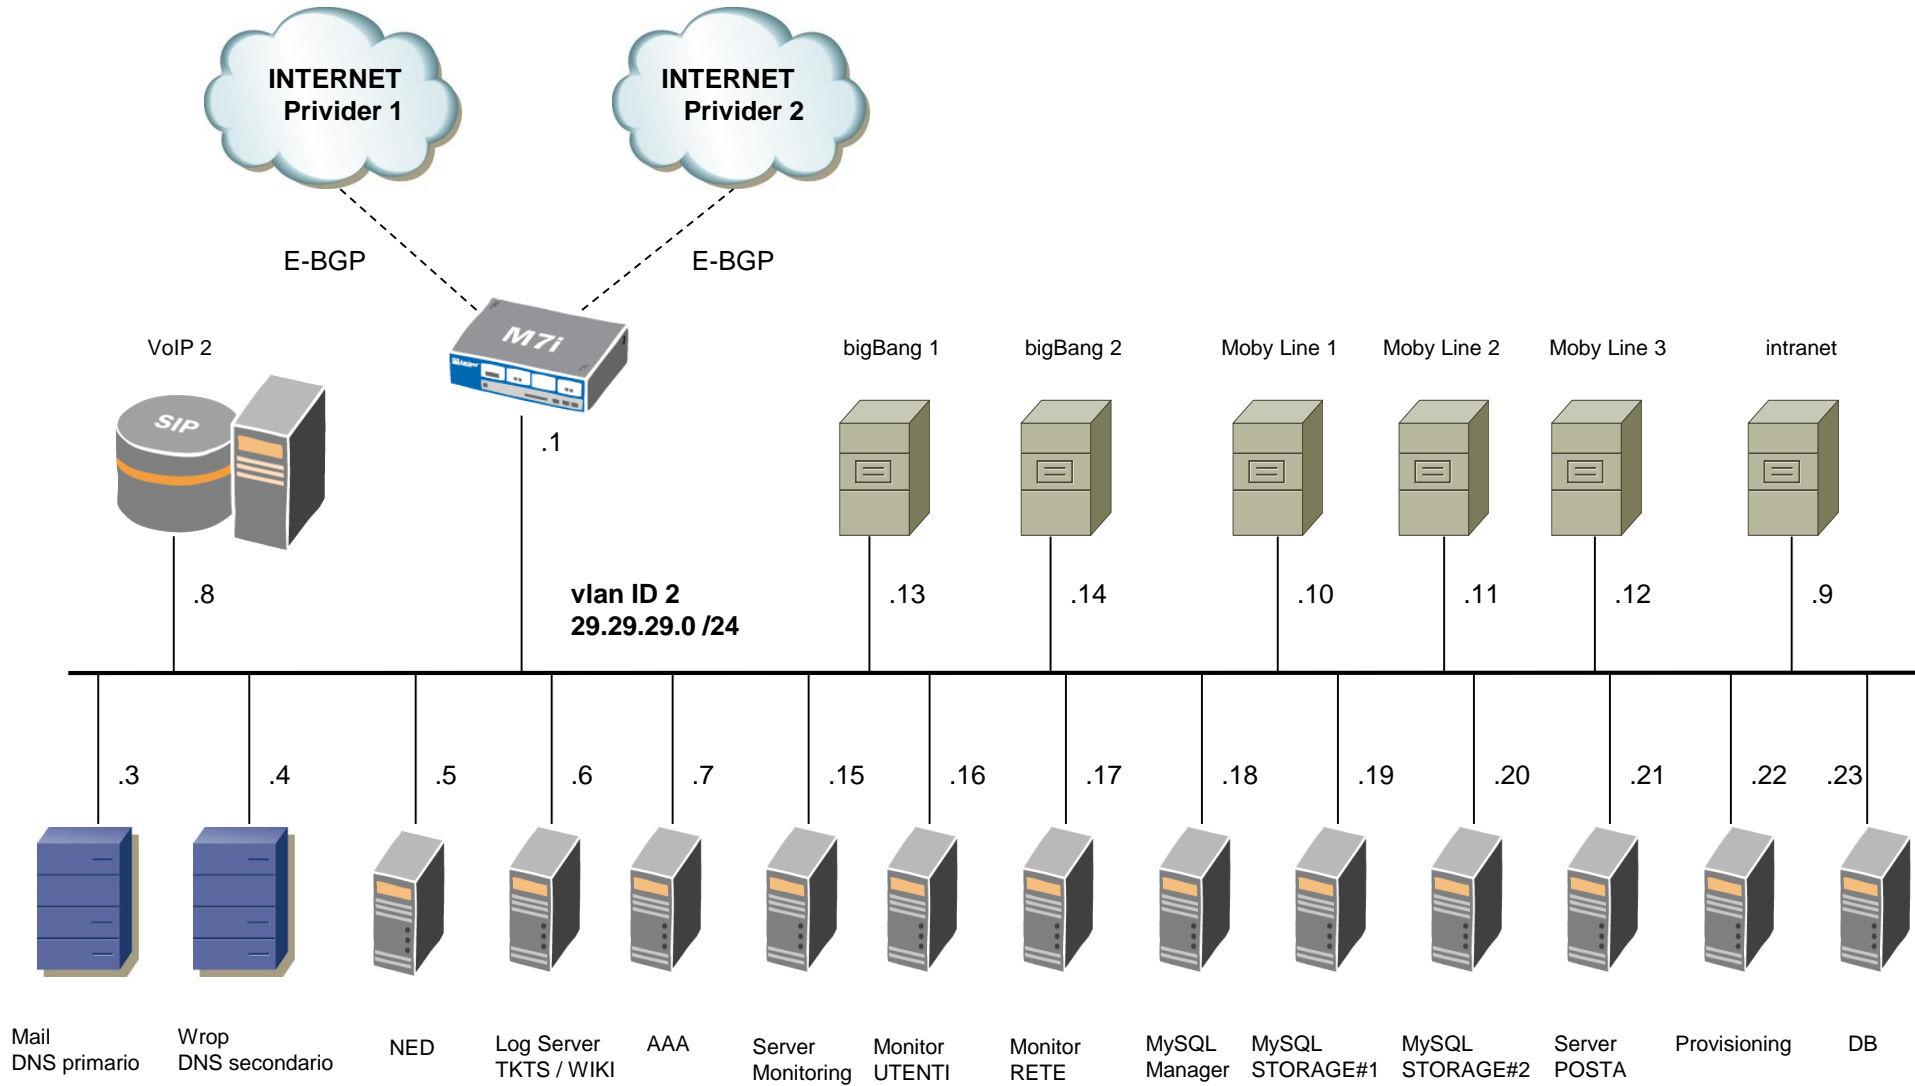 INTERNET
Privider 1
INTERNET
Privider 2
E-BGP
E-BGP
M7i
VoIP 2
SIP
bigBang 1
bigBang 2
Moby Line 1
Moby Line 2
Moby Line 3
intranet
.1
.8
vlan ID 2
29.29.29.0 /24
.13
.14
.10
.11
.12
.9
.3
.4
.5
.6
.7
.15
.16
.17
.18
.19
.20
.21
.22
.23
Mail
DNS primario
Wrop
DNS secondario
NED
Log Server
TKTS / WIKI
AAA
Server
Monitoring
Monitor
UTENTI
Monitor
RETE
MySQL
Manager
MySQL
STORAGE#1
MySQL
STORAGE#2
Server
POSTA
Provisioning
DB